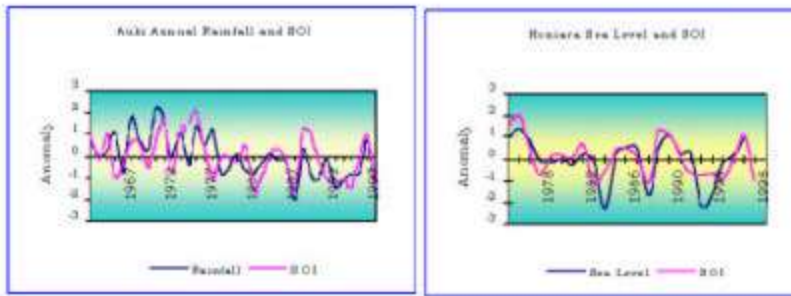 Auki Annual Rainfall and SOI
Anomaly
3
2
1
0
-1
-2
-3
1967
Rainfall
SOI
Honiara Sea Level and SOI
Anomaly
3
2
1
0
-1
-2
-3
1978
1986
1990
1998
Sea Level
SOI